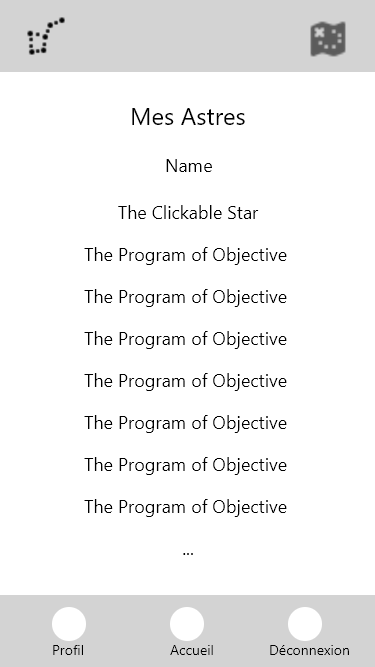 Mes Astres
Name
The Clickable Star
The Program of Objective
The Program of Objective
The Program of Objective
The Program of Objective
The Program of Objective
The Program of Objective
The Program of Objective
...
Profil
Accueil
Déconnexion